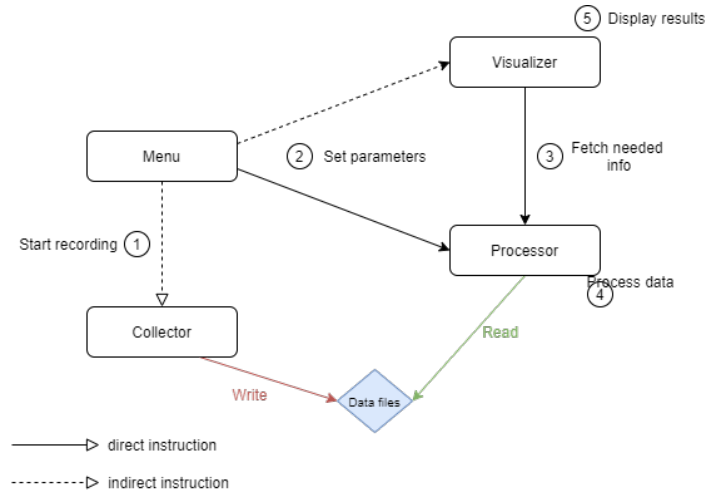 5 Display results
Visualizer
Menu
2 Set parameters
3 Fetch needed
info
Start recording 1
Processor
Process data
4
Collector
Read
Write
Data files
direct instruction
indirect instruction